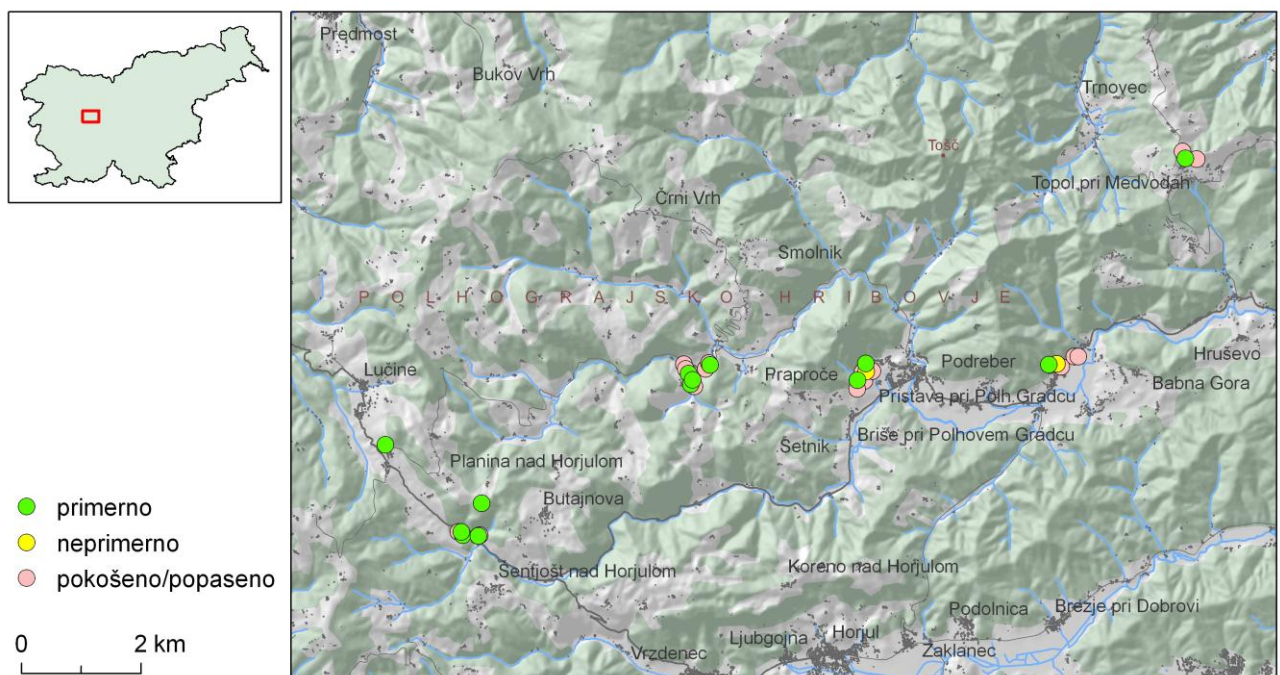 Predmost
Bukov Vrh
Trnovec
Tošč
Topol pri Medvodah
Črni Vrh
Smolnik
POLHOGRAJSKO HRIBOVJE
Lučine
Praproče
Podreber
Hruševo
Babna Gora
Pristava pri Polh.Gradcu
Šetnik
Briše pri Polhovem Gradcu
Planina nad Horjulom
Butajnova
Šentjošt nad Horjulom
Koreno nad Horjulom
Podolnica
Brezje pri Dobrovi
Ljubgojna
Horjul
Zaklanec
Vrzdenec
primerno
neprimerno
pokošeno/popaseno
0 2 km